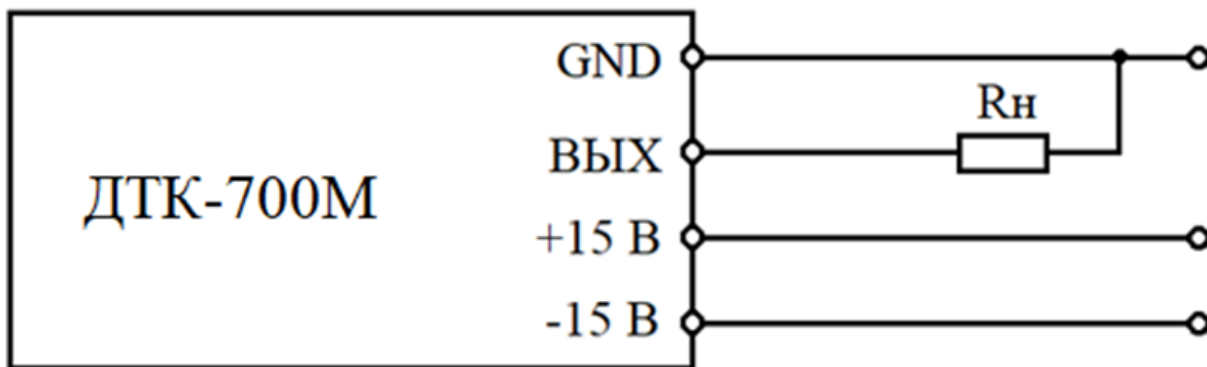 GND
Rн
ВЫХ
ДТК-700М
+15 В
-15 В